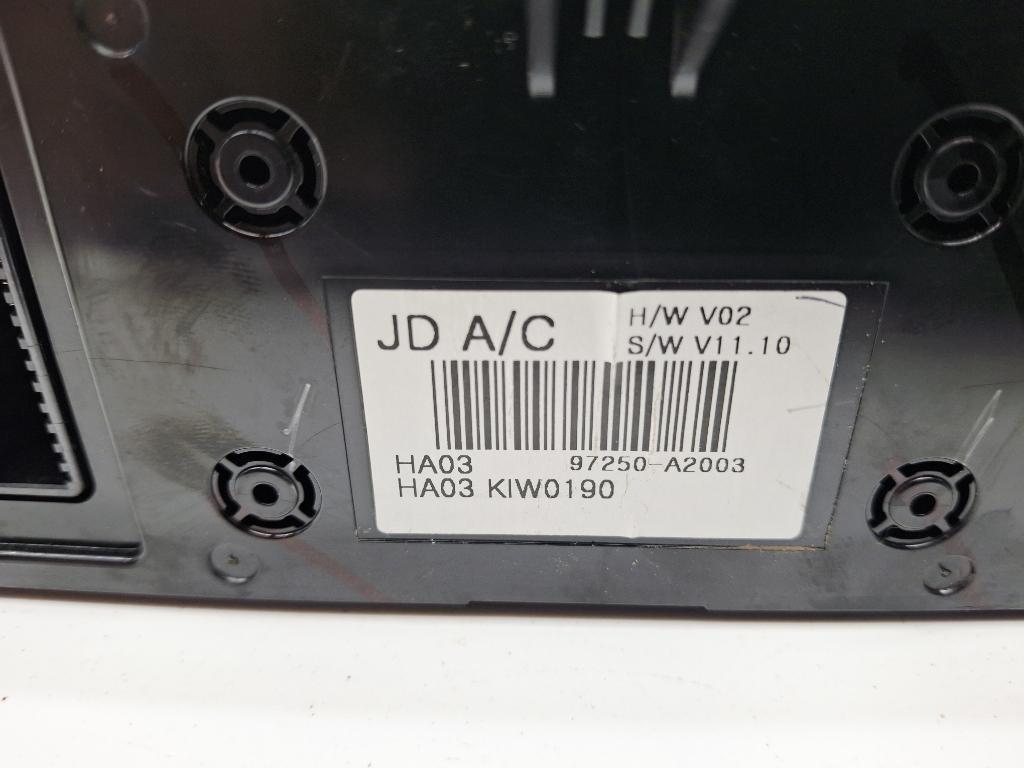 JD A/C
H/W V02
S/W V11.10
HA03 97250-A2003
HA03 KIW0190